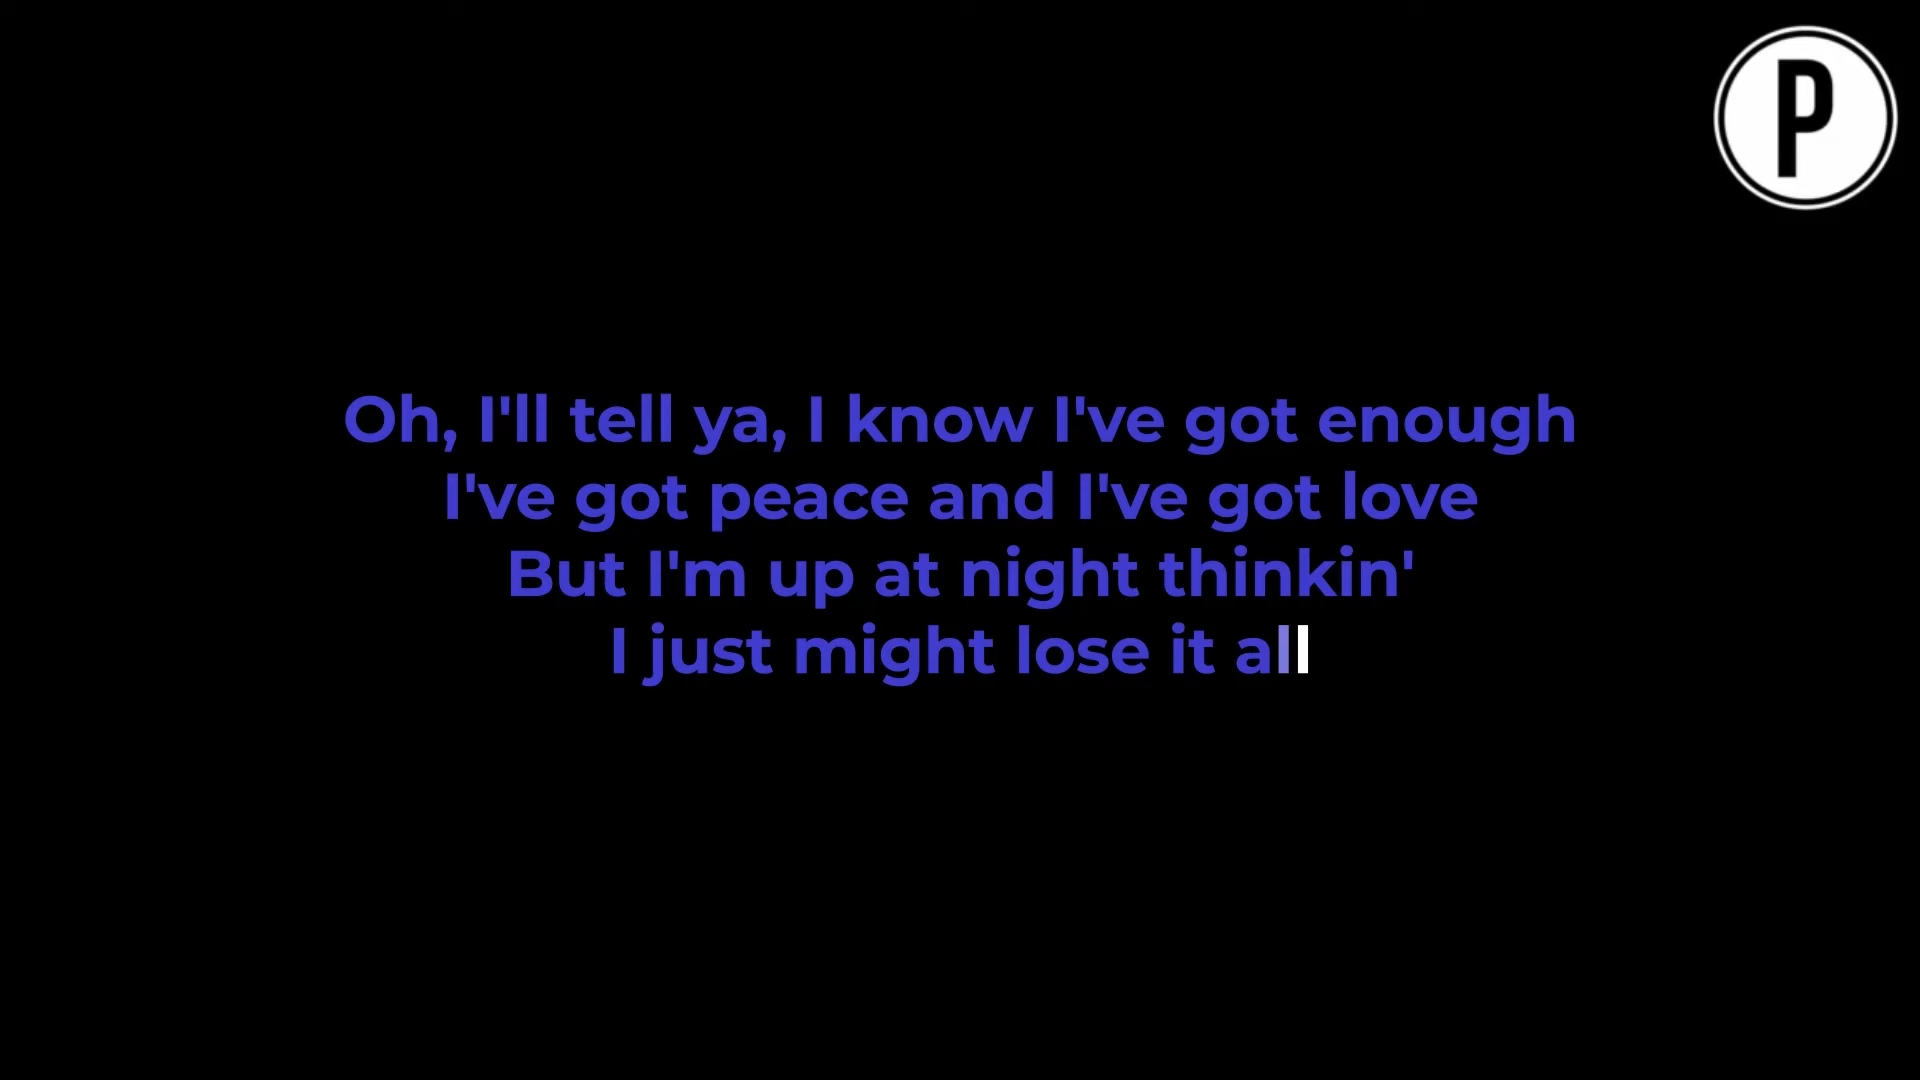 P
Oh, I'll tell ya, I know I've got enough
I've got peace and I've got love
But I'm up at night thinkin'
I just might lose it all